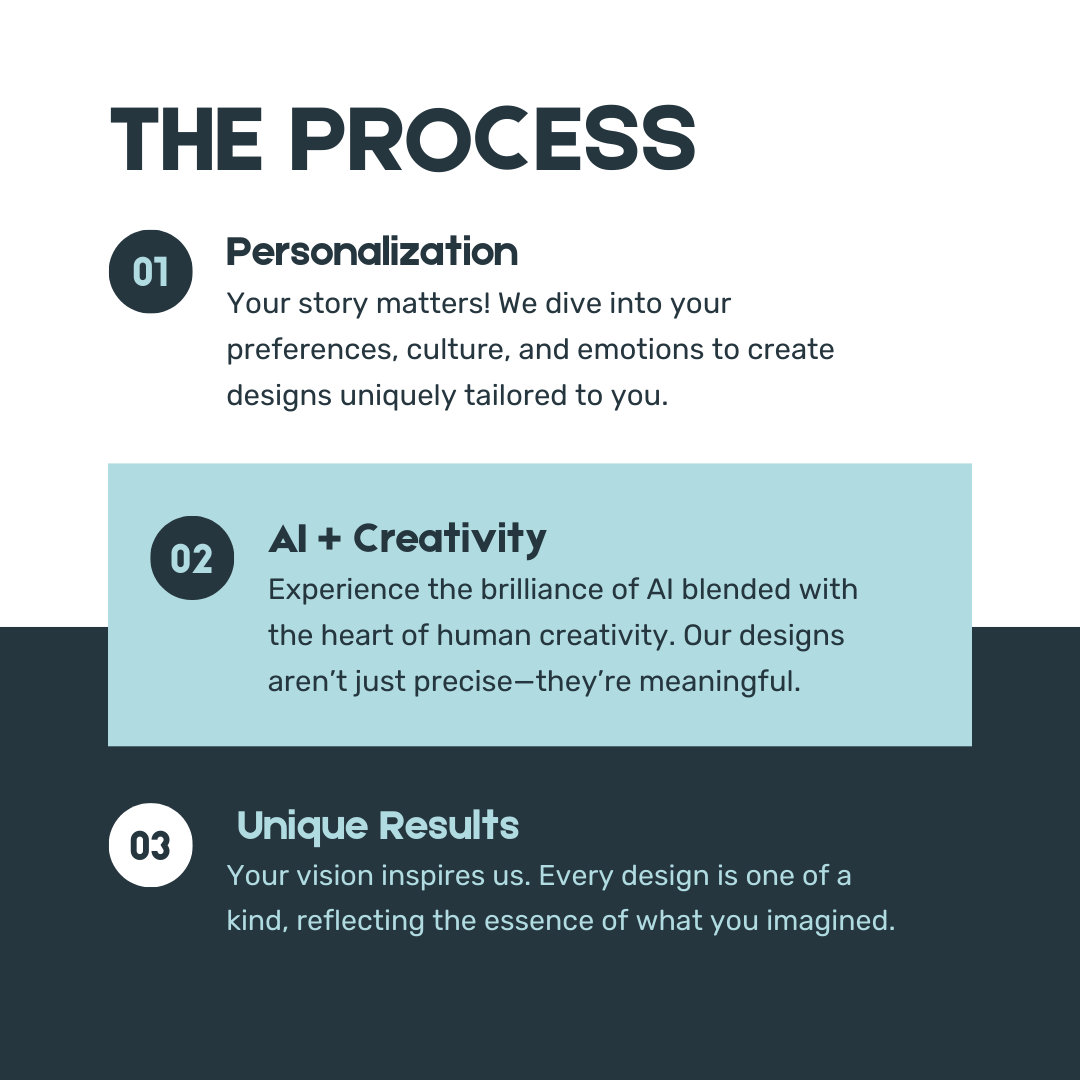 THE PROCESS
01
Personalization
Your story matters! We dive into your
preferences, culture, and emotions to create
designs uniquely tailored to you.
02
AI + Creativity
Experience the brilliance of AI blended with
the heart of human creativity. Our designs
aren’t just precise—they’re meaningful.
03
Unique Results
Your vision inspires us. Every design is one of a
kind, reflecting the essence of what you imagined.